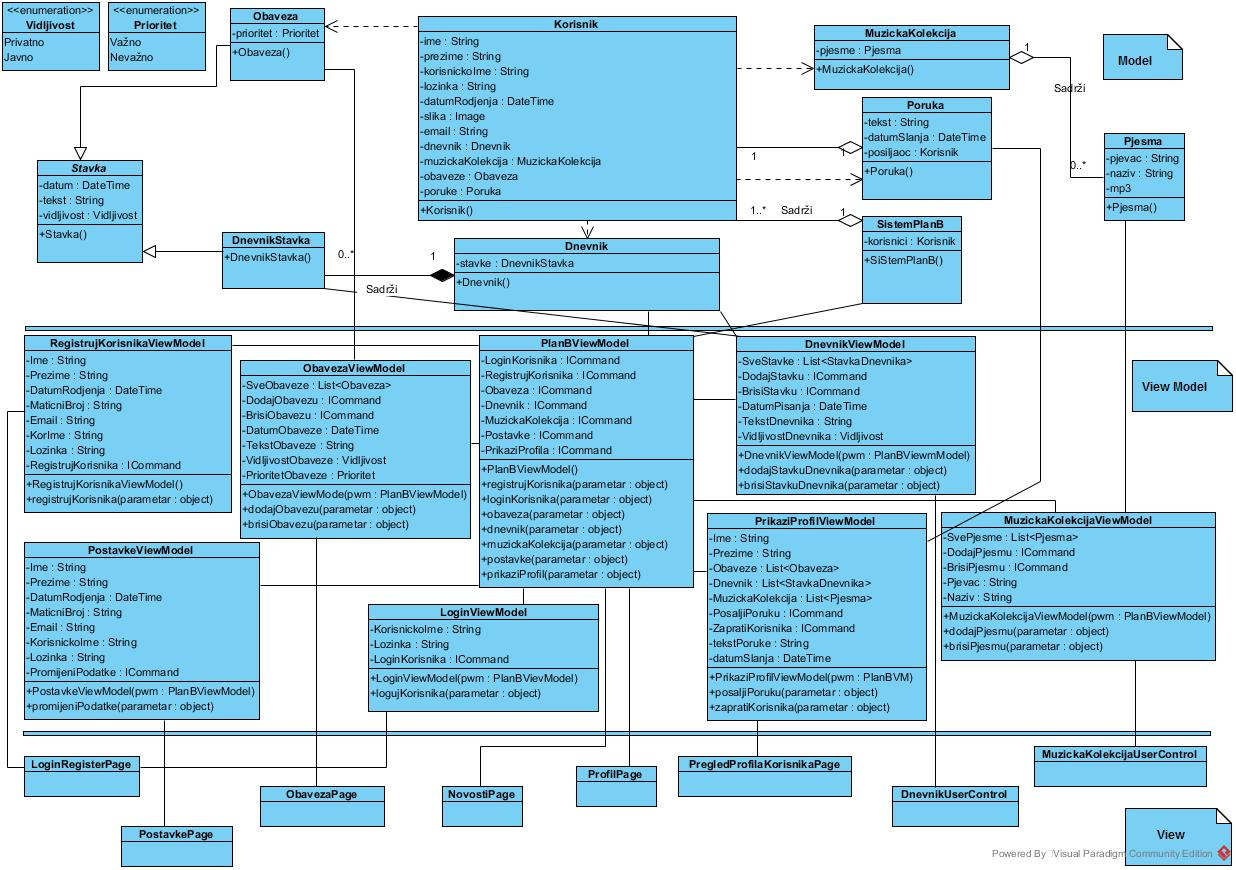 <<enumeration>>
Vidljivost
Privatno
Javno
<<enumeration>>
Prioritet
Važno
Nevažno
Obaveza
-prioritet : Prioritet
+Obaveza()
Korisnik
-ime : String
-prezime : String
-korisnickoIme : String
-lozinka : String
-datumRodjenja : DateTime
-slika : Image
-email : String
-dnevnik : Dnevnik
-muzickaKolekcija : MuzickaKolekcija
-obaveze : Obaveza
-poruke : Poruka
+Korisnik()
MuzickaKolekcija
-pjesme : Pjesma
+MuzickaKolekcija()
1
Sadrži
0..*
Model
Poruka
-tekst : String
-datumSlanja : DateTime
-posiljaoc : Korisnik
+Poruka()
1
1
Pjesma
-pjevac : String
-naziv : String
-mp3
+Pjesma()
Stavka
-datum : DateTime
-tekst : String
-vidljivost : Vidljivost
+Stavka()
1..*
Sadrži
1
SistemPlanB
-korisnici : Korisnik
+SiStemPlanB()
DnevnikStavka
+DnevnikStavka()
0..*
1
Sadrži
Dnevnik
-stavke : DnevnikStavka
+Dnevnik()
RegistrujKorisnikaViewModel
-Ime : String
-Prezime : String
-DatumRodjenja : DateTime
-MaticniBroj : String
-Email : String
-KorIme : String
-Lozinka : String
-RegistrujKorisnika : ICommand
+RegistrujKorisnikaViewModel()
+registrujKorisnika(parametar : object)
ObavezaViewModel
-SveObaveze : List<Obaveza>
-DodajObavezu : ICommand
-BrisiObavezu : ICommand
-DatumObaveze : DateTime
-TekstObaveze : String
-VidljivostObaveze : Vidljivost
-PrioritetObaveze : Prioritet
+ObavezaViewMode(pwm : PlanBViewModel)
+dodajObavezu(parametar : object)
+brisiObavezu(parametar : object)
PlanBViewModel
-LoginKorisnika : ICommand
-RegistrujKorisnika : ICommand
-Obaveza : ICommand
-Dnevnik : ICommand
-MuzickaKolekcija : ICommand
-Postavke : ICommand
-PrikaziProfila : ICommand
+PlanBViewModel()
+registrujKorisnika(parametar : object)
+loginKorisnika(parametar : object)
+obaveza(parametar : object)
+dnevnik(parametar : object)
+muzickaKolekcija(parametar : object)
+postavke(parametar : object)
+prikaziProfil(parametar : object)
DnevnikViewModel
-SveStavke : List<StavkaDnevnika>
-DodajStavku : ICommand
-BrisiStavku : ICommand
-DatumPisanja : DateTime
-TekstDnevnika : String
-VidljivostDnevnika : Vidljivost
+DnevnikViewModel(pwm : PlanBViewmModel)
+dodajStavkuDnevnika(parametar : object)
+brisiStavkuDnevnika(parametar : object)
View Model
PostavkeViewModel
-Ime : String
-Prezime : String
-DatumRodjenja : DateTime
-MaticniBroj : String
-Email : String
-KorisnickoIme : String
-Lozinka : String
-PromijeniPodatke : ICommand
+PostavkeViewModel(pwm : PlanBViewModel)
+promijeniPodatke(parametar : object)
LoginViewModel
-KorisnickoIme : String
-Lozinka : String
-LoginKorisnika : ICommand
+LoginViewModel(pwm : PlanBVievModel)
+logujKorisnika(parametar : object)
PrikaziProfilViewModel
-Ime : String
-Prezime : String
-Obaveze : List<Obaveza>
-Dnevnik : List<StavkaDnevnika>
-MuzickaKolekcija : List<Pjesma>
-PosaljiPoruku : ICommand
-ZapratiKorisnika : ICommand
-tekstPoruke : String
-datumSlanja : DateTime
+PrikaziProfilViewModel(pwm : PlanBVM)
+posaljiPoruku(parametar : object)
+zapratiKorisnika(parametar : object)
MuzickaKolekcijaViewModel
-SvePjesme : List<Pjesma>
-DodajPjesmu : ICommand
-BrisiPjesmu : ICommand
-Pjevac : String
-Naziv : String
+MuzickaKolekcijaViewModel(pwm : PlanBViewModel)
+dodajPjesmu(parametar : object)
+brisiPjesmu(parametar : object)
LoginRegisterPage
PostavkePage
ObavezaPage
NovostiPage
ProfilPage
PregledProfilaKorisnikaPage
DnevnikUserControl
MuzickaKolekcijaUserControl
View
Powered By Visual Paradigm Community Edition